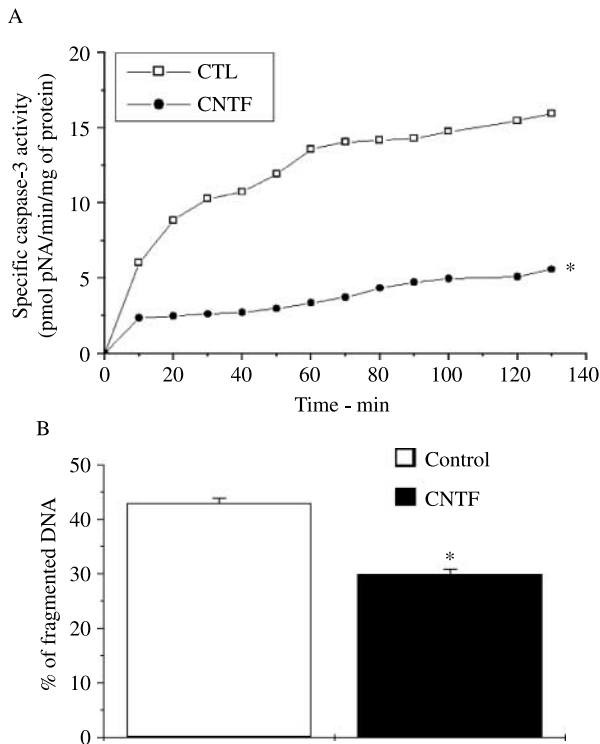 A
Specific caspase-3 activity
(pmol pNA/min/mg of protein)
20
15
10
5
0
CTL
CNTF
*
0 20 40 60 80 100 120 140
Time - min
B
% of fragmented DNA
50
40
30
20
10
0
Control
CNTF
*